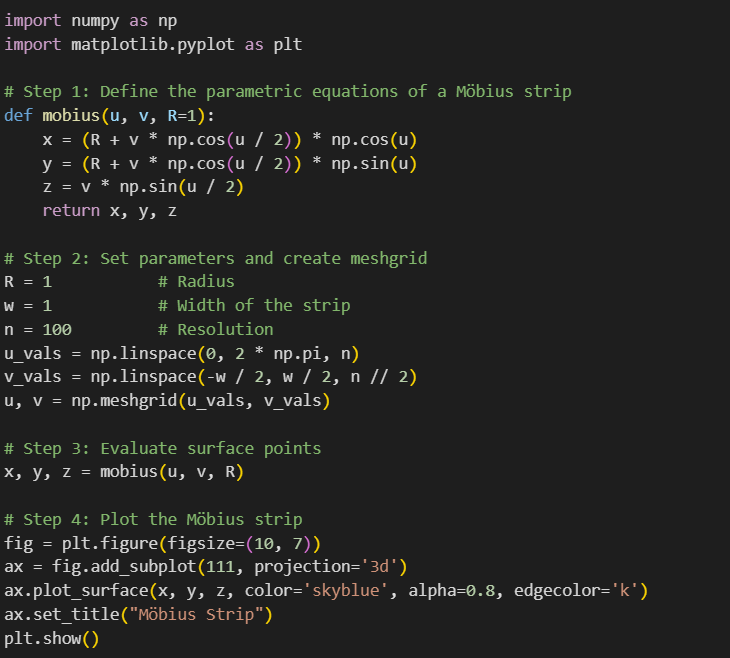 import numpy as np
import matplotlib.pyplot as plt

# Step 1: Define the parametric equations of a Möbius strip
def mobius(u, v, R=1):
    x = (R + v * np.cos(u / 2)) * np.cos(u)
    y = (R + v * np.cos(u / 2)) * np.sin(u)
    z = v * np.sin(u / 2)
    return x, y, z

# Step 2: Set parameters and create meshgrid
R = 1           # Radius
w = 1           # Width of the strip
n = 100         # Resolution
u_vals = np.linspace(0, 2 * np.pi, n)
v_vals = np.linspace(-w / 2, w / 2, n // 2)
u, v = np.meshgrid(u_vals, v_vals)

# Step 3: Evaluate surface points
x, y, z = mobius(u, v, R)

# Step 4: Plot the Möbius strip
fig = plt.figure(figsize=(10, 7))
ax = fig.add_subplot(111, projection='3d')
ax.plot_surface(x, y, z, color='skyblue', alpha=0.8, edgecolor='k')
ax.set_title("Möbius Strip")
plt.show()